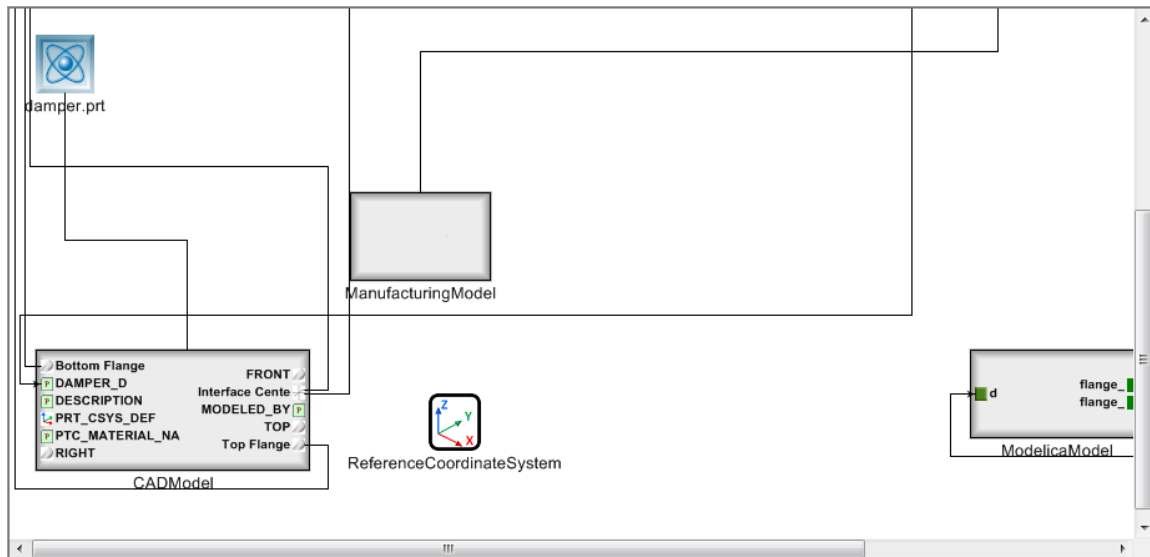 damper.prt
ManufacturingModel
Bottom Flange
P DAMPER_D
P DESCRIPTION
PRT_CSYS_DEF
P PTC_MATERIAL_NA
RIGHT
FRONT
Interface Cente
MODELED_BY P
TOP
Top Flange
CADModel
Z
Y
X
ReferenceCoordinateSystem
d
flange_
flange_
ModelicaModel